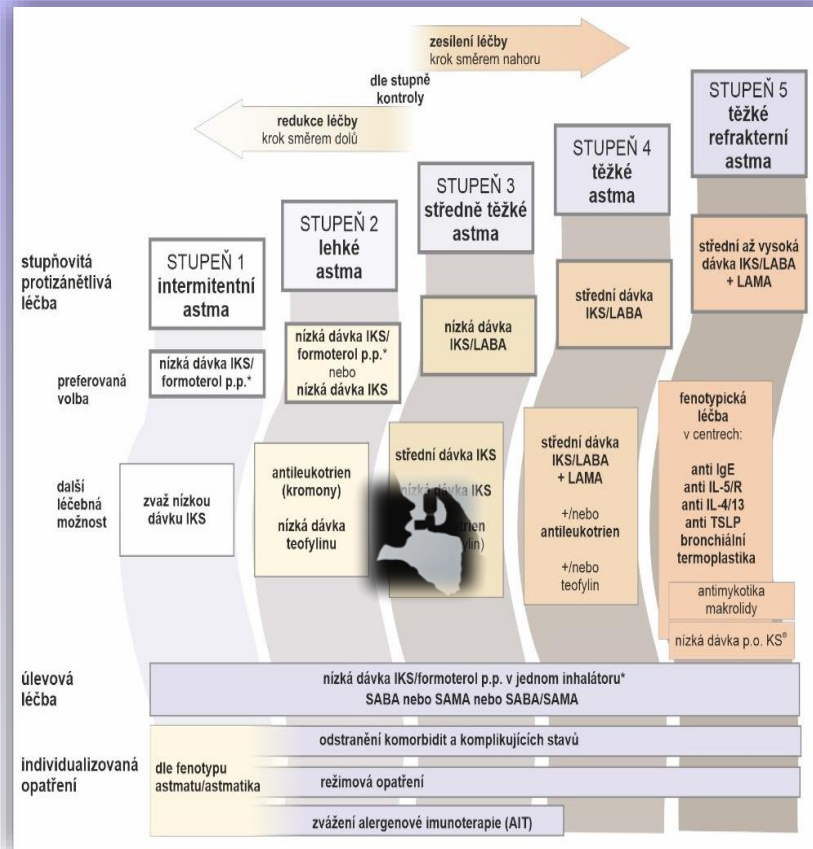 zesílení léčby
krok směrem nahoru
dle stupně
kontroly
redukce léčby
krok směrem dolů
STUPEŇ 5
těžké
refrakterní
astma
STUPEŇ 4
těžké
astma
STUPEŇ 3
středně těžké
astma
STUPEŇ 2
lehké
astma
STUPEŇ 1
intermitentní
astma
stupňovitá
protizánětlivá
léčba
preferovaná
volba
nízká dávka IKS/
formoterol p.p.*
nízká dávka IKS/
formoterol p.p.*
nebo
nízká dávka IKS
nízká dávka
IKS/LABA
střední dávka
IKS/LABA
střední až vysoká
dávka IKS/LABA
+ LAMA
další
léčebná
možnost
zvaž nízkou
dávku IKS
antileukotrien
(kromony)
nízká dávka
teofylinu
střední dávka IKS
nízká dávka IKS
střední dávka
IKS/LABA
+ LAMA
+/nebo
antileukotrien
+/nebo
teofylin
fenotypická
léčba
v centrech:
anti IgE
anti IL-5/R
anti IL-4/13
anti TSLP
bronchiální
termoplastika
antimykotika
makrolidy
nízká dávka p.o. KS®
úlevová
léčba
nízká dávka IKS/formoterol p.p. v jednom inhalátoru*
SABA nebo SAMA nebo SABA/SAMA
individualizovaná
opatření
dle fenotypu
astmatu/astmatika
odstranění komorbidit a komplikujících stavů
režimová opatření
zvážení alergenové imunoterapie (AIT)